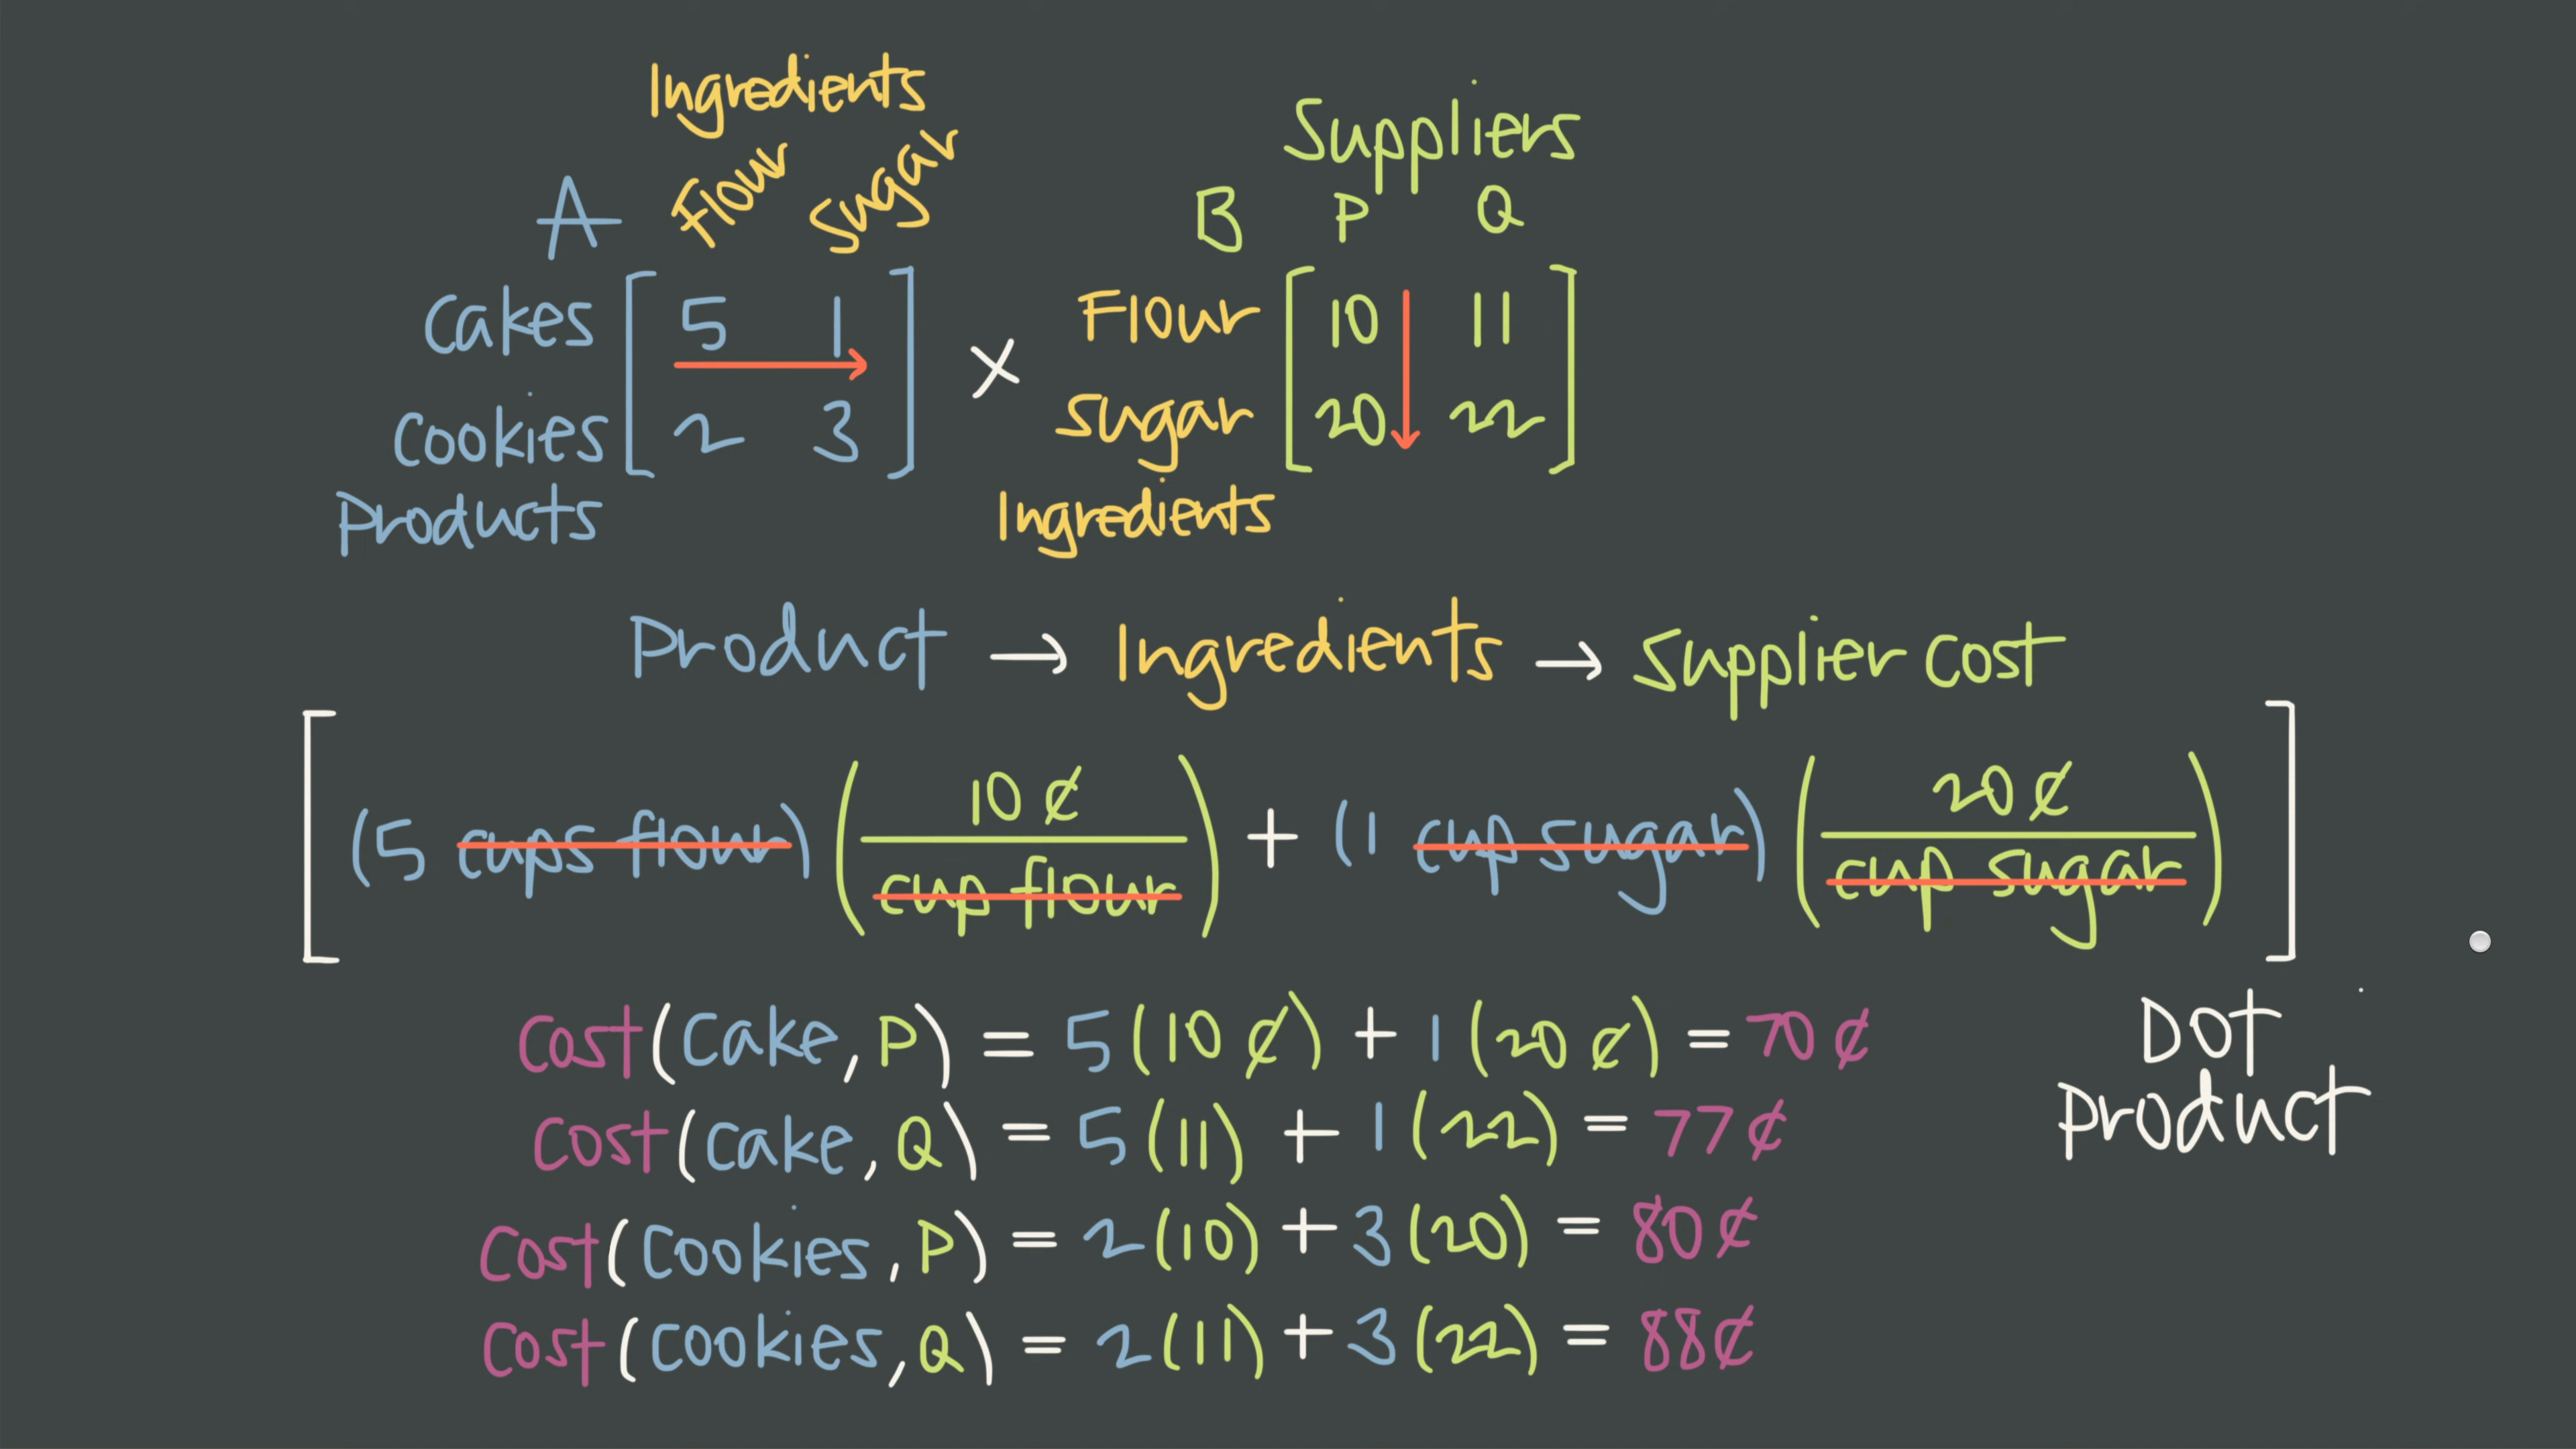 Ingredients
Flour Sugar
Suppliers
A
B P Q
Cakes [ 5 1 ]
Cookies [ 2 3 ]
Products
×
Flour [ 10 11 ]
Sugar [ 20 22 ]
Ingredients
Product → Ingredients → Supplier cost
[ (5 cups flour) (10¢ / cup flour) + (1 cup sugar) (20¢ / cup sugar) ]
Cost(Cake, P) = 5(10¢) + 1(20¢) = 70¢
Cost(Cake, Q) = 5(11) + 1(22) = 77¢
Cost(Cookies, P) = 2(10) + 3(20) = 80¢
Cost(Cookies, Q) = 2(11) + 3(22) = 88¢
DOT
Product